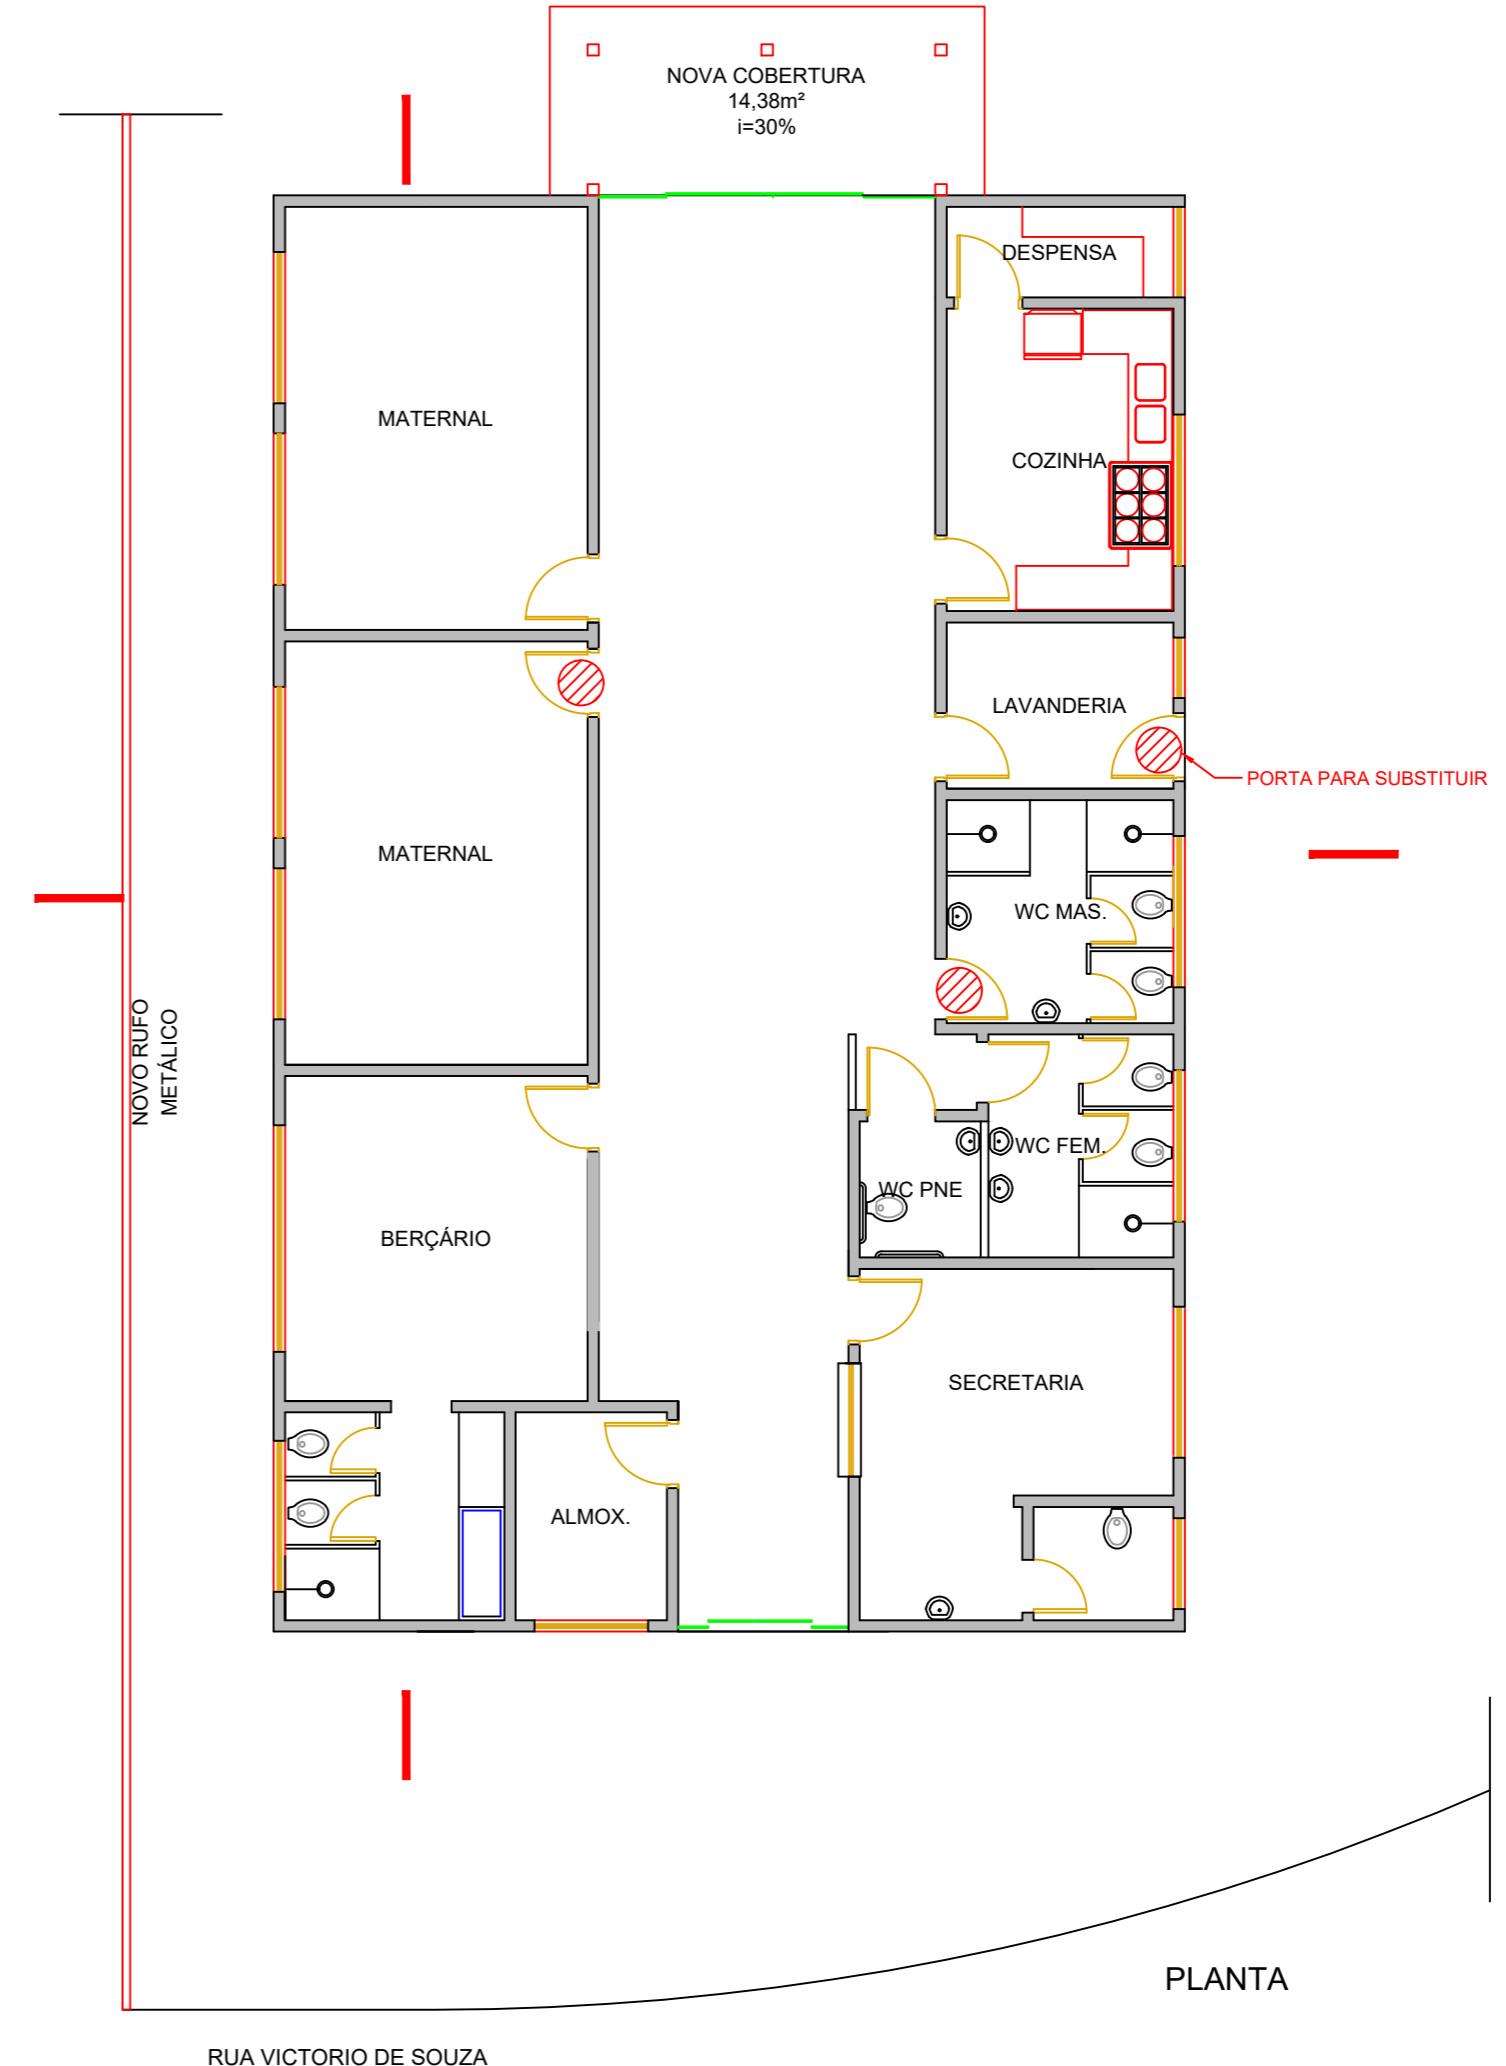 NOVA COBERTURA
14,38m²
i=30%
DESPENSA
MATERNAL
COZINHA
LAVANDERIA
PORTA PARA SUBSTITUIR
MATERNAL
WC MAS.
NOVO RUFO
METÁLICO
WC FEM.
WC PNE
BERÇÁRIO
SECRETARIA
ALMOX.
PLANTA
RUA VICTORIO DE SOUZA